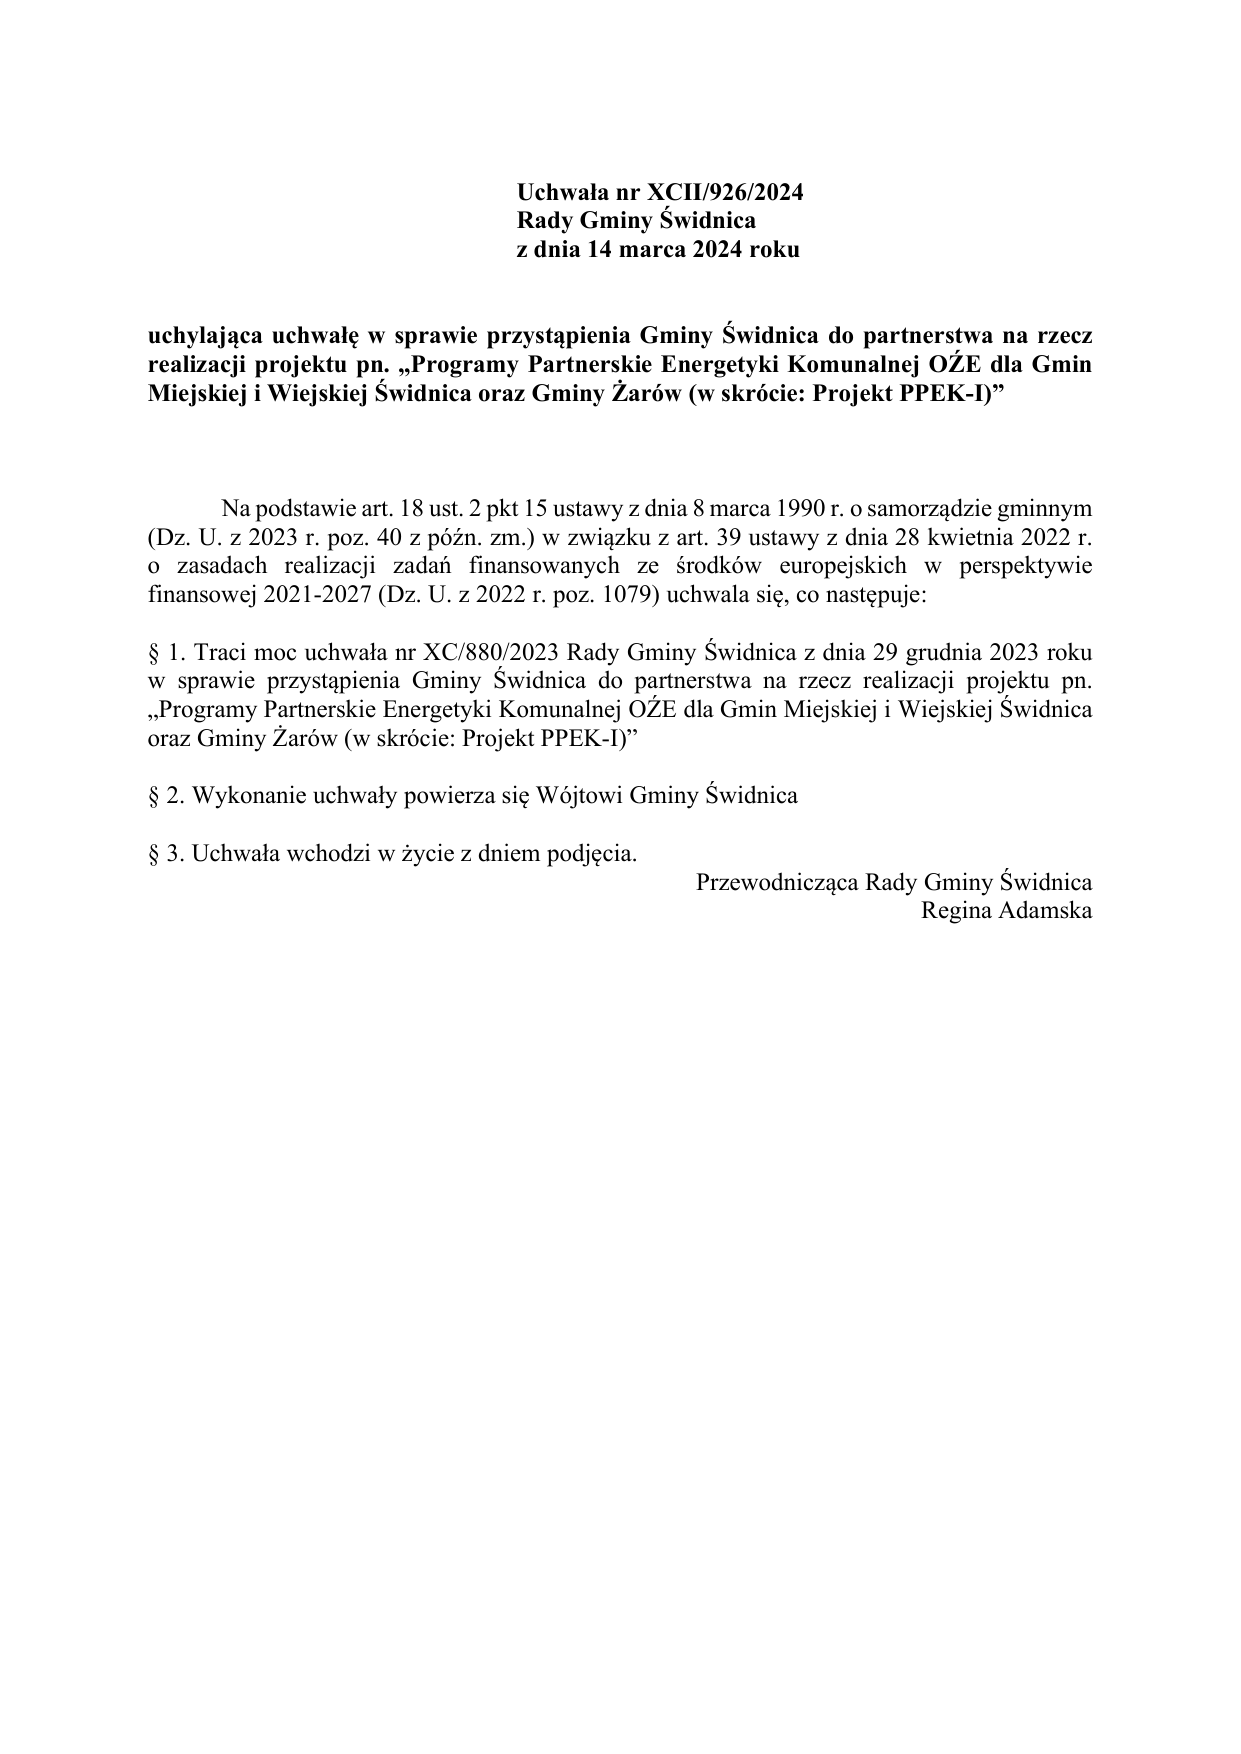 Uchwała nr XCII/926/2024
Rady Gminy Świdnica
z dnia 14 marca 2024 roku
uchylająca uchwałę w sprawie przystąpienia Gminy Świdnica do partnerstwa na rzecz
realizacji projektu pn. „Programy Partnerskie Energetyki Komunalnej OŹE dla Gmin
Miejskiej i Wiejskiej Świdnica oraz Gminy Żarów (w skrócie: Projekt PPEK-I)”
Na podstawie art. 18 ust. 2 pkt 15 ustawy z dnia 8 marca 1990 r. o samorządzie gminnym
(Dz. U. z 2023 r. poz. 40 z późn. zm.) w związku z art. 39 ustawy z dnia 28 kwietnia 2022 r.
o zasadach realizacji zadań finansowanych ze środków europejskich w perspektywie
finansowej 2021-2027 (Dz. U. z 2022 r. poz. 1079) uchwala się, co następuje:
§ 1. Traci moc uchwała nr XC/880/2023 Rady Gminy Świdnica z dnia 29 grudnia 2023 roku
w sprawie przystąpienia Gminy Świdnica do partnerstwa na rzecz realizacji projektu pn.
„Programy Partnerskie Energetyki Komunalnej OŹE dla Gmin Miejskiej i Wiejskiej Świdnica
oraz Gminy Żarów (w skrócie: Projekt PPEK-I)”
§ 2. Wykonanie uchwały powierza się Wójtowi Gminy Świdnica
§ 3. Uchwała wchodzi w życie z dniem podjęcia.
Przewodnicząca Rady Gminy Świdnica
Regina Adamska